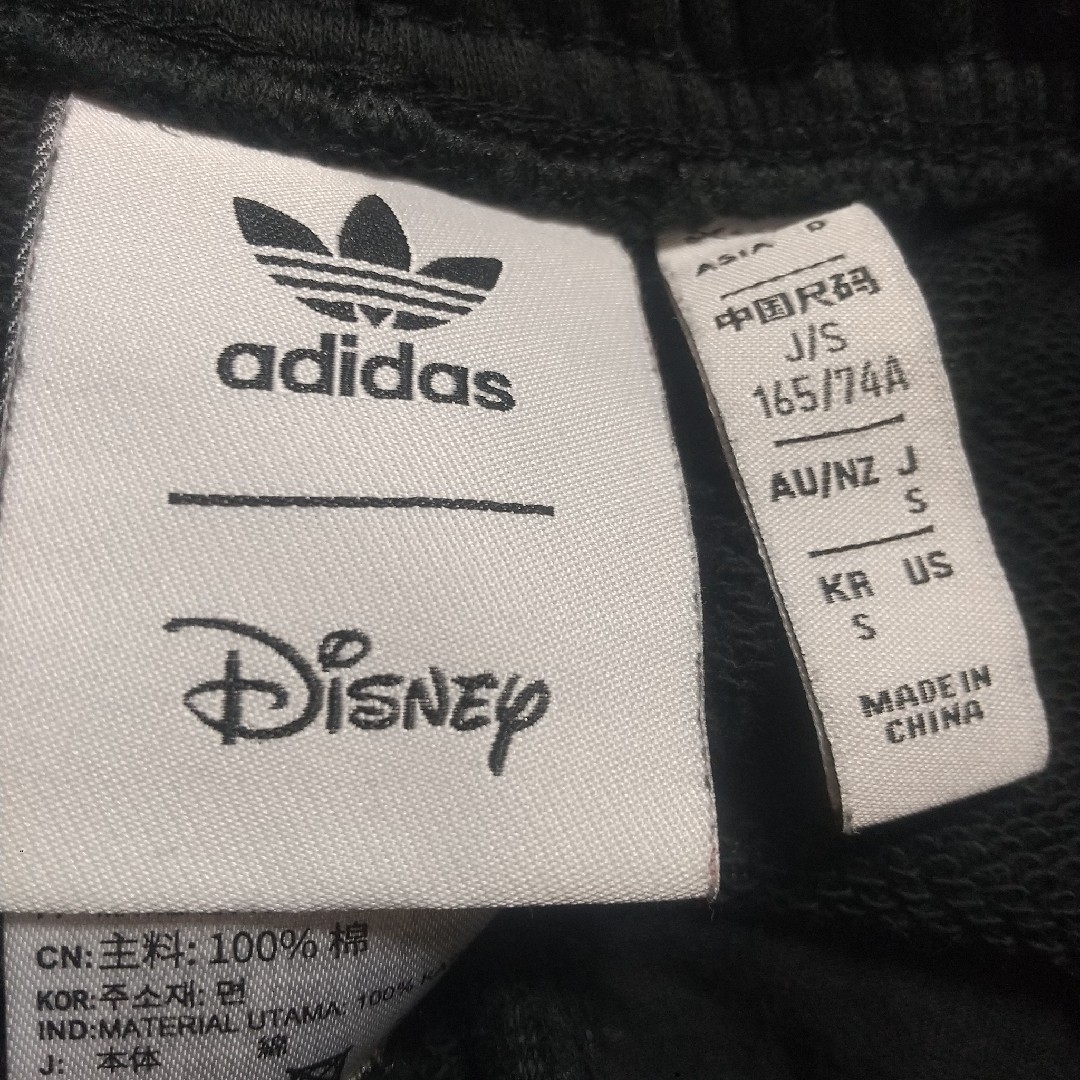 adidas
Disney
ASIA
中国尺码
J/S
165/74A
AU/NZ J
S
KR US
S
MADE IN
CHINA
CN: 主料: 100% 棉
KOR: 주소재: 면
IND: MATERIAL UTAMA: 100%
J: 本体 綿